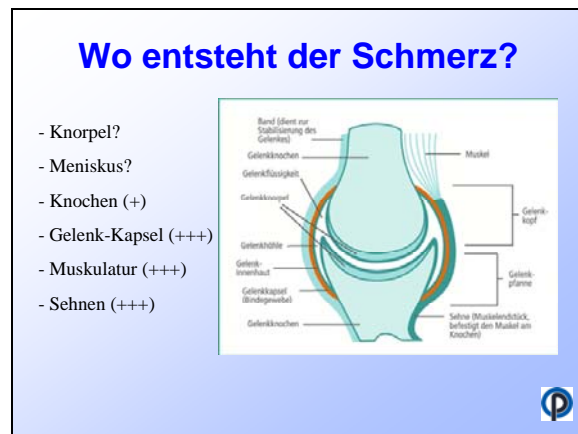 Wo entsteht der Schmerz?
- Knorpel?
- Meniskus?
- Knochen (+)
- Gelenk-Kapsel (+++)
- Muskulatur (+++)
- Sehnen (+++)
Band (dient zur
Stabilisierung des
Gelenkes)
Gelenkknochen
Gelenkflüssigkeit
Gelenkknorpel
Gelenkhöhle
Gelenk-
Innenhaut
Gelenkkapsel
(Bindegewebe)
Gelenkknochen
Muskel
Gelenk-
kopf
Gelenk-
pfanne
Sehne (Muskelendstück,
befestigt den Muskel am
Knochen)